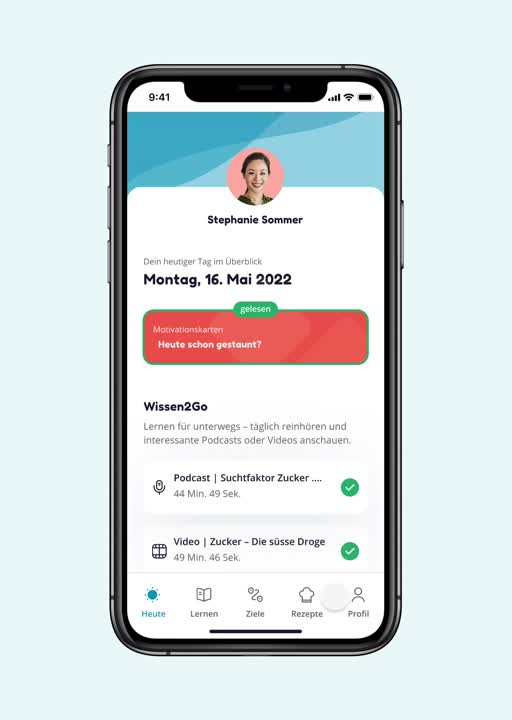 9:41
Stephanie Sommer
Dein heutiger Tag im Überblick
Montag, 16. Mai 2022
gelesen
Motivationskarten
Heute schon gestaunt?
Wissen2Go
Lernen für unterwegs – täglich reinhören und
interessante Podcasts oder Videos anschauen.
Podcast | Suchtfaktor Zucker ....
44 Min. 49 Sek.
Video | Zucker – Die süsse Droge
49 Min. 46 Sek.
Heute Lernen Ziele Rezepte Profil